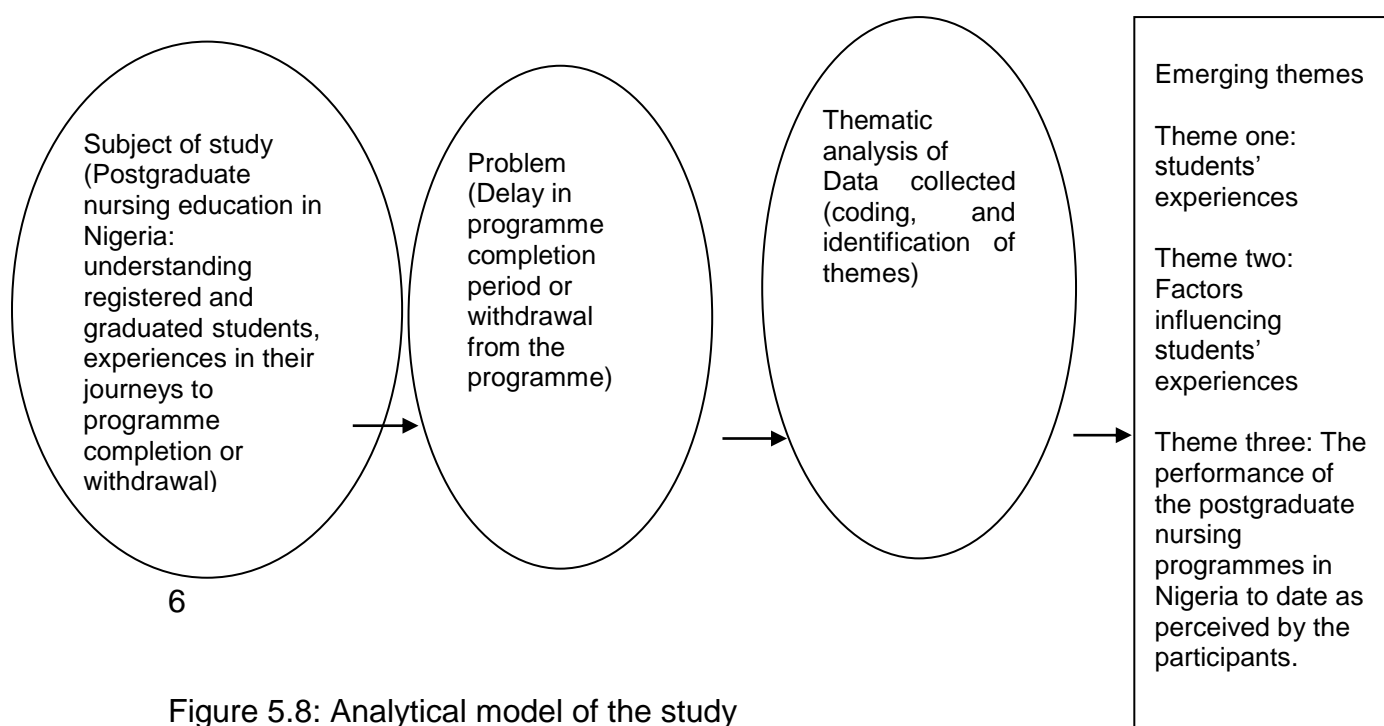 Subject of study
(Postgraduate
nursing education in
Nigeria:
understanding
registered and
graduated students,
experiences in their
journeys to
programme
completion or
withdrawal)
Problem
(Delay in
programme
completion
period or
withdrawal
from the
programme)
Thematic
analysis of
Data collected
(coding, and
identification of
themes)
Emerging themes
Theme one:
students’
experiences
Theme two:
Factors
influencing
students’
experiences
Theme three: The
performance of
the postgraduate
nursing
programmes in
Nigeria to date as
perceived by the
participants.
6
Figure 5.8: Analytical model of the study